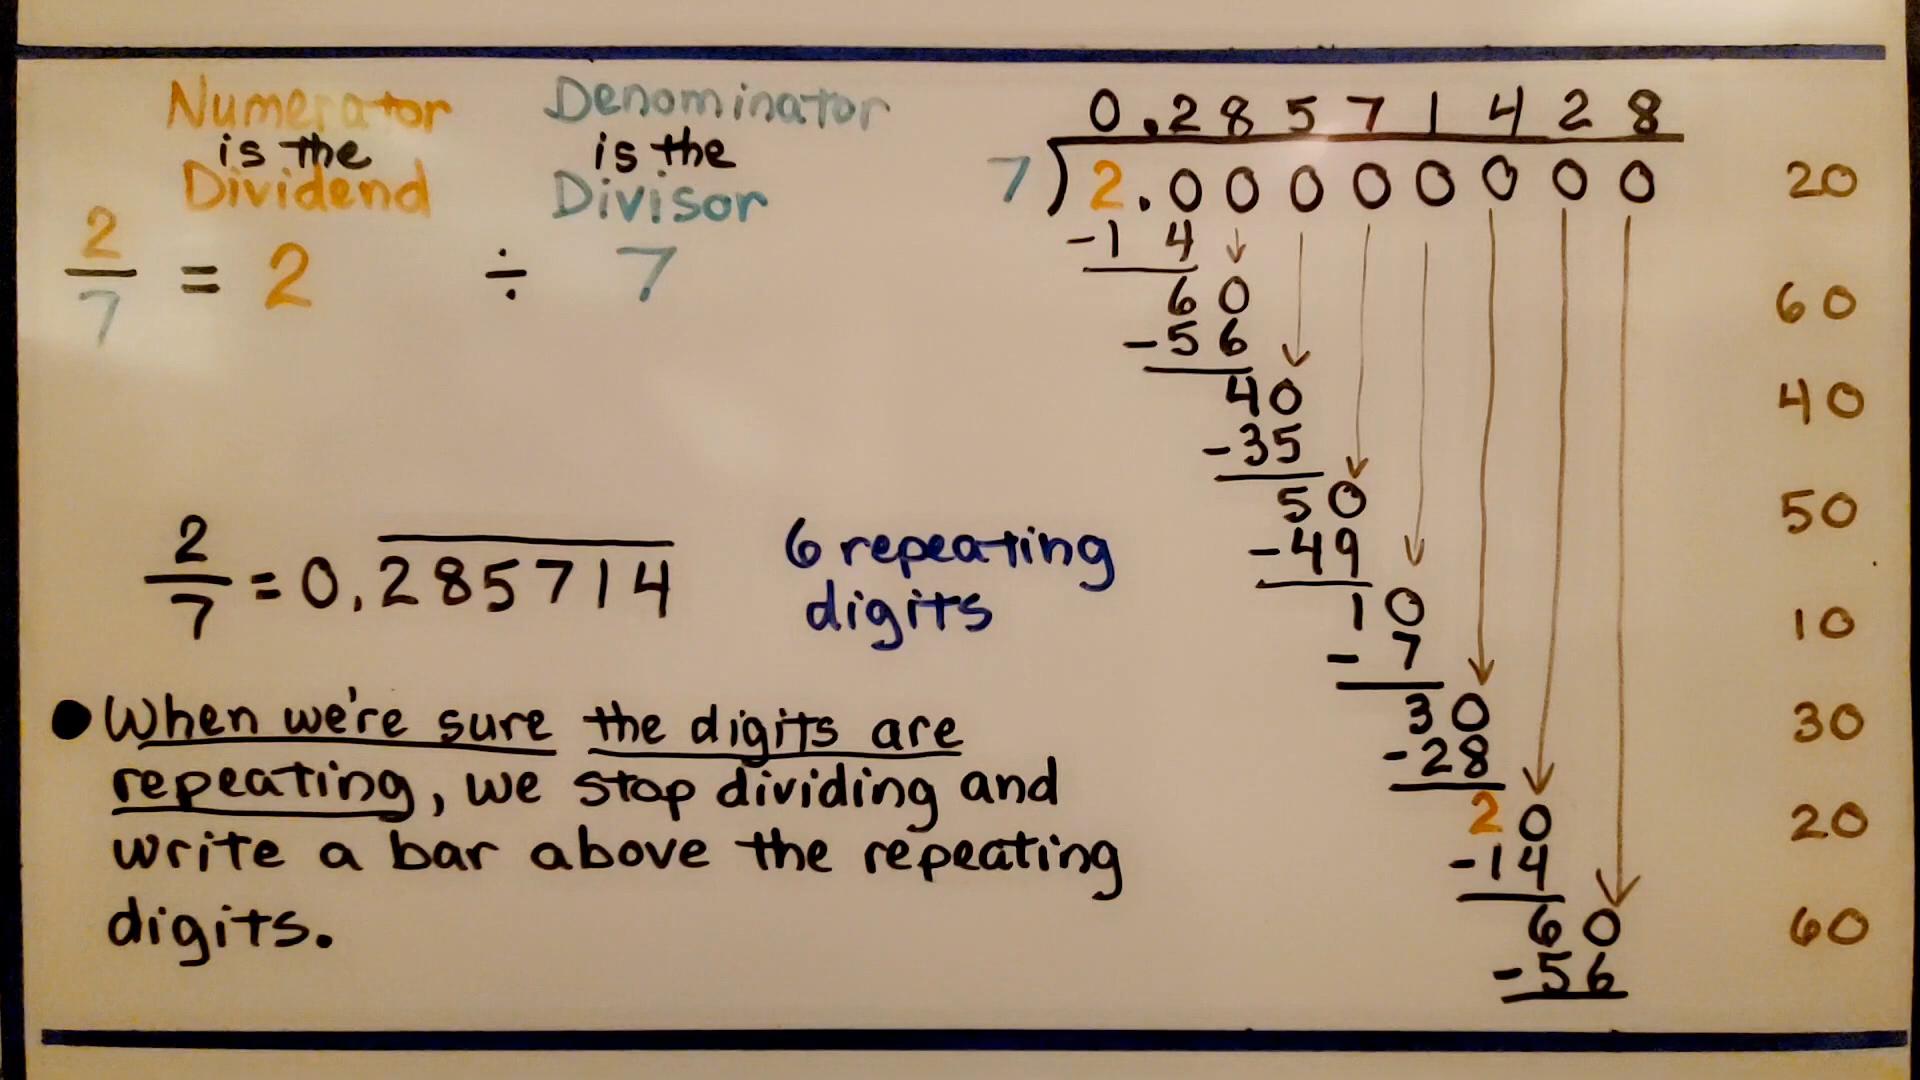 Numerator
is the
Dividend
Denominator
is the
Divisor
2/7 = 2 ÷ 7
2/7 = 0.285714
6 repeating
digits
• When we're sure the digits are
repeating, we stop dividing and
write a bar above the repeating
digits.
0.28571428
7)2.00000000
-14
60
-56
40
-35
50
-49
10
-7
30
-28
20
-14
60
-56
20
60
40
50
10
30
20
60